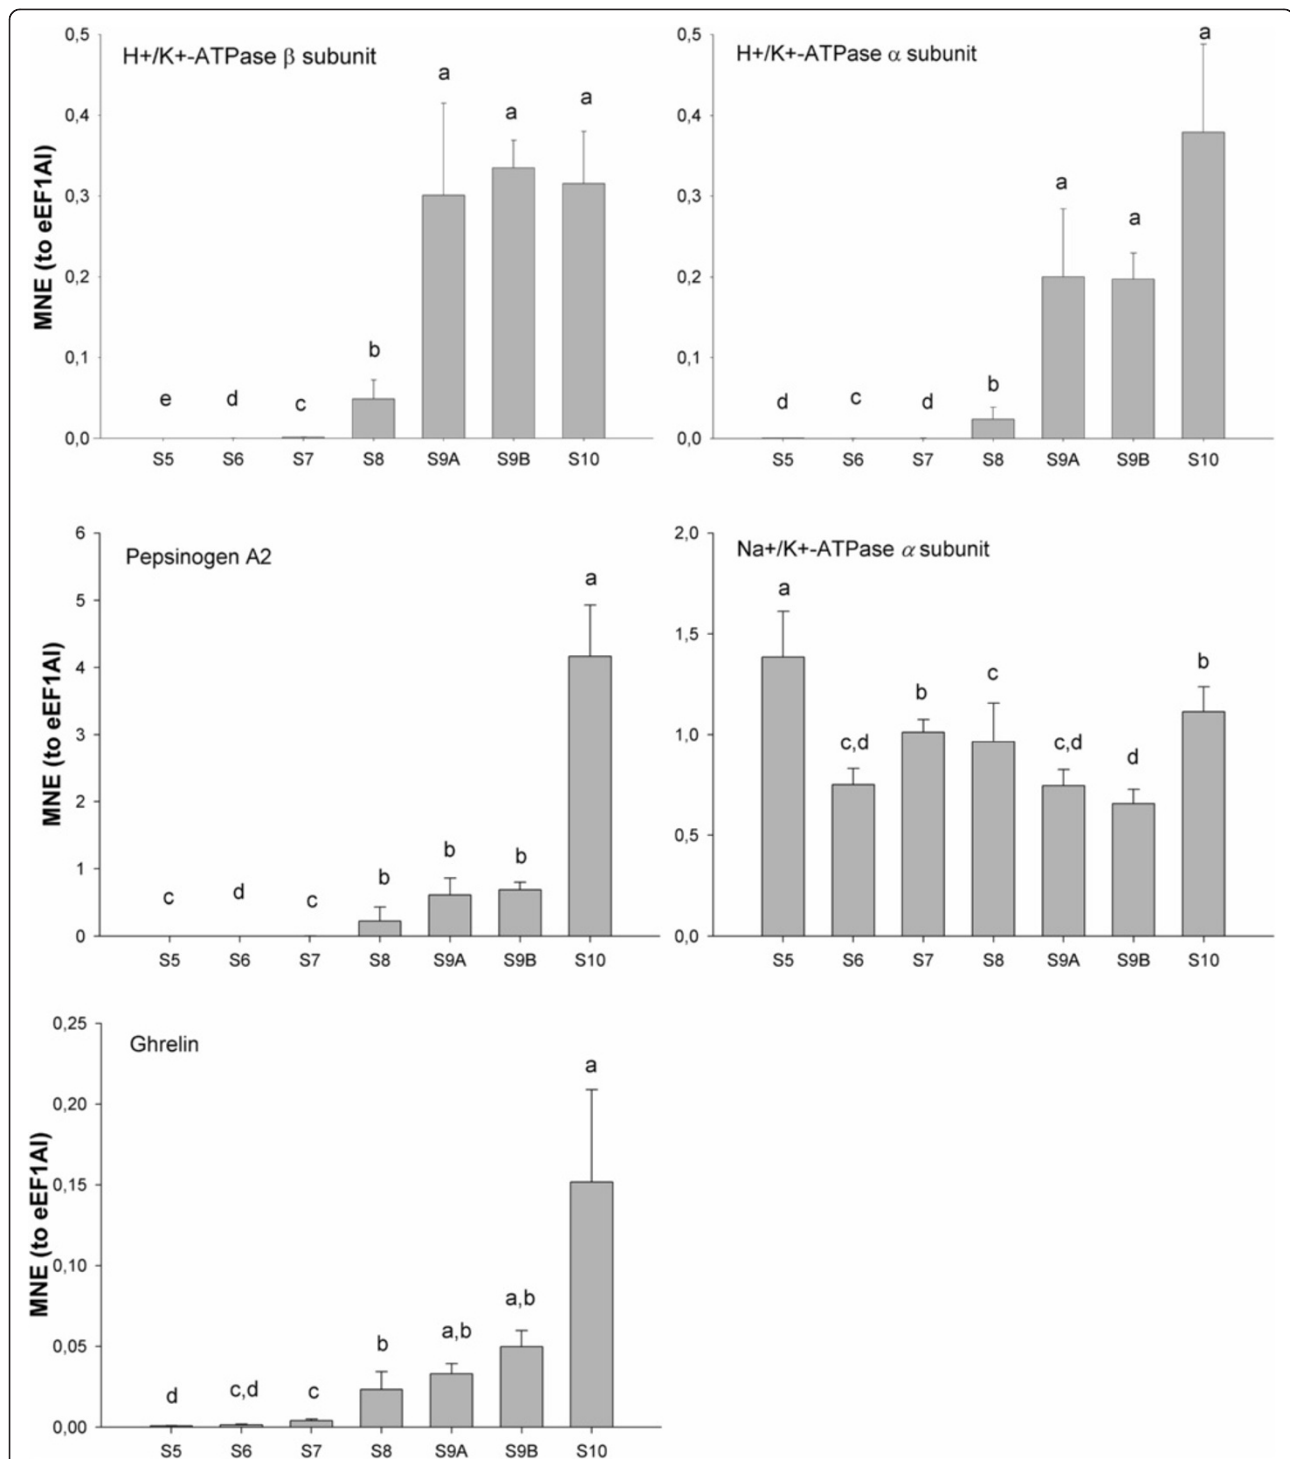 H+/K+-ATPase β subunit
MNE (to eEF1AI)
0,5
0,4
0,3
0,2
0,1
0,0
e d c b a a a
S5 S6 S7 S8 S9A S9B S10
H+/K+-ATPase α subunit
0,5
0,4
0,3
0,2
0,1
0,0
d c d b a a a
S5 S6 S7 S8 S9A S9B S10
Pepsinogen A2
MNE (to eEF1AI)
6
5
4
3
2
1
0
c d c b b b a
S5 S6 S7 S8 S9A S9B S10
Na+/K+-ATPase α subunit
2,0
1,5
1,0
0,5
0,0
a c,d b c c,d d b
S5 S6 S7 S8 S9A S9B S10
Ghrelin
MNE (to eEF1AI)
0,25
0,20
0,15
0,10
0,05
0,00
d c,d c b a,b a,b a
S5 S6 S7 S8 S9A S9B S10